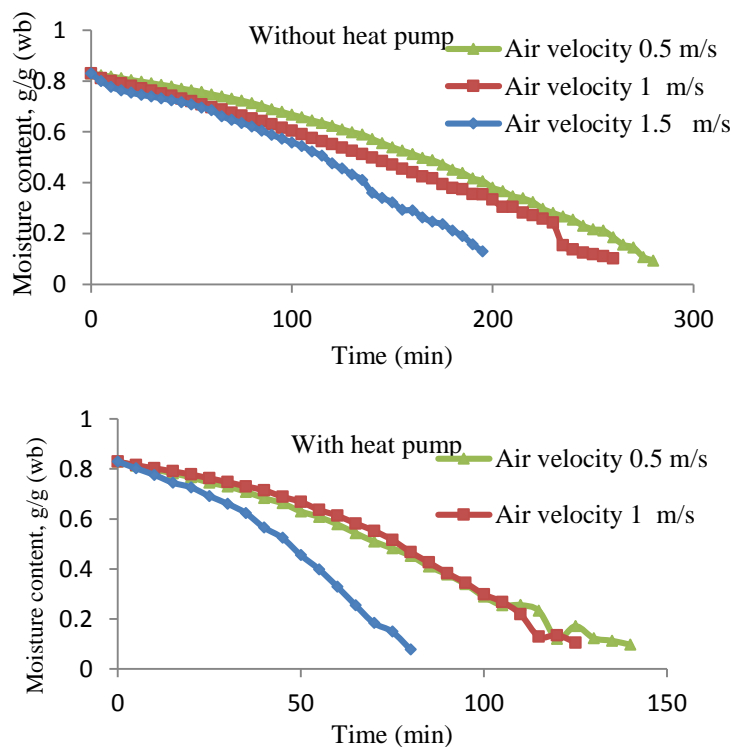 Without heat pump
Air velocity 0.5 m/s
Air velocity 1 m/s
Air velocity 1.5 m/s
Moisture content, g/g (wb)
1
0.8
0.6
0.4
0.2
0
0 100 200 300
Time (min)
With heat pump
Air velocity 0.5 m/s
Air velocity 1 m/s
Moisture content, g/g (wb)
1
0.8
0.6
0.4
0.2
0
0 50 100 150
Time (min)